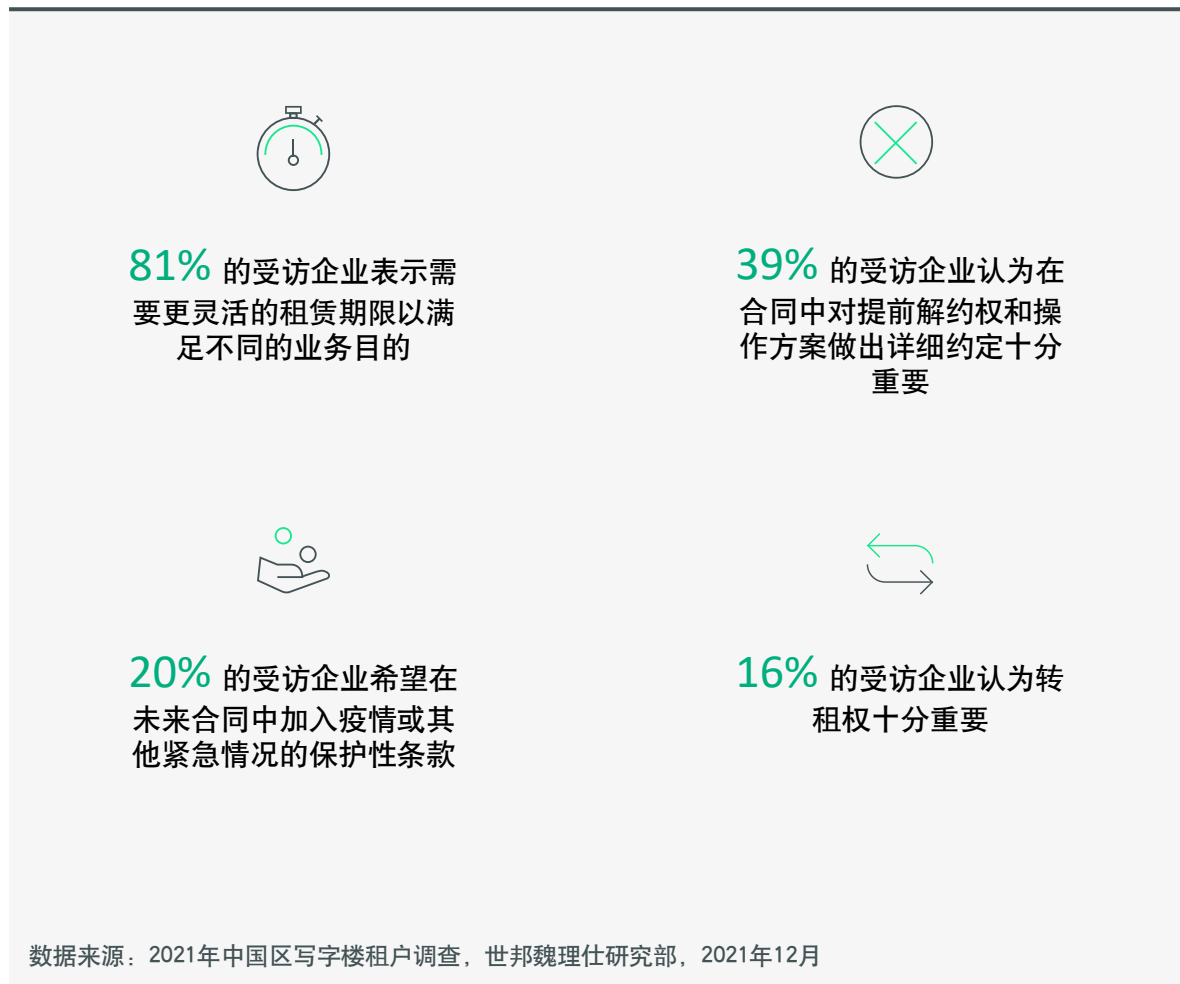 81% 的受访企业表示需
要更灵活的租赁期限以满
足不同的业务目的
39% 的受访企业认为在
合同中对提前解约权和操
作方案做出详细约定十分
重要
20% 的受访企业希望在
未来合同中加入疫情或其
他紧急情况的保护性条款
16% 的受访企业认为转
租权十分重要
数据来源：2021年中国区写字楼租户调查，世邦魏理仕研究部，2021年12月